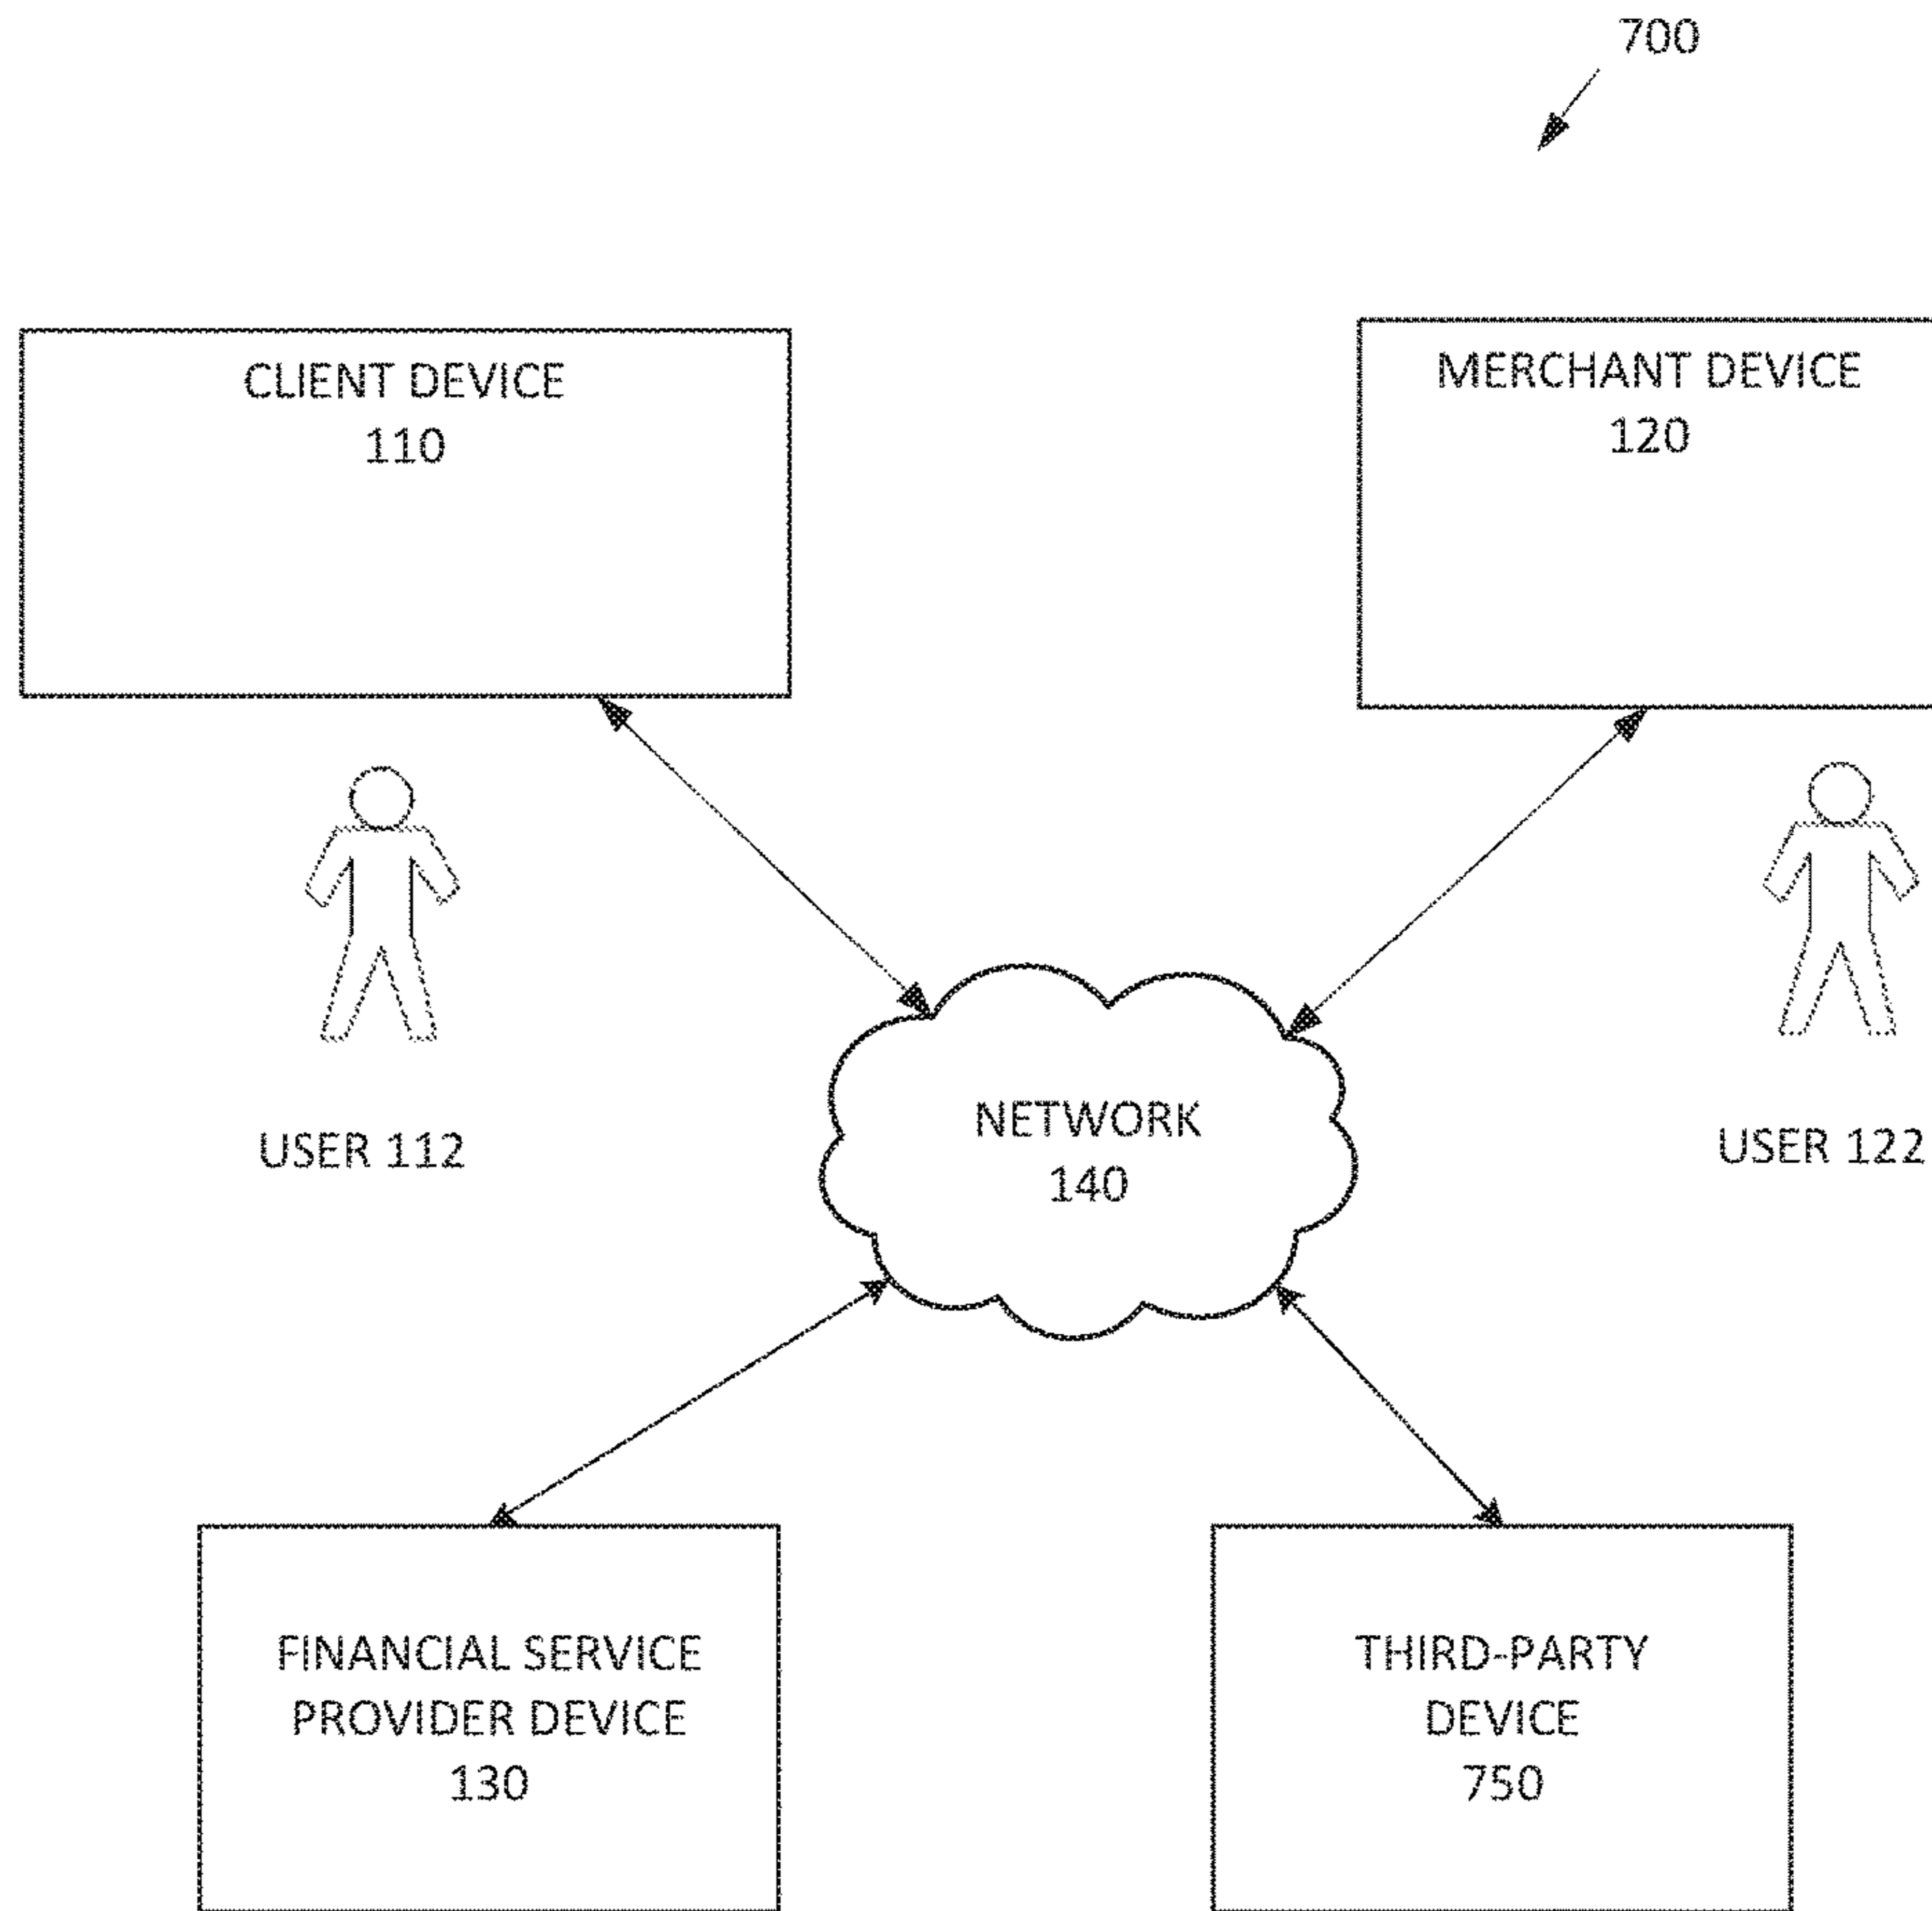 700
CLIENT DEVICE
110
MERCHANT DEVICE
120
USER 112
NETWORK
140
USER 122
FINANCIAL SERVICE
PROVIDER DEVICE
130
THIRD-PARTY
DEVICE
750